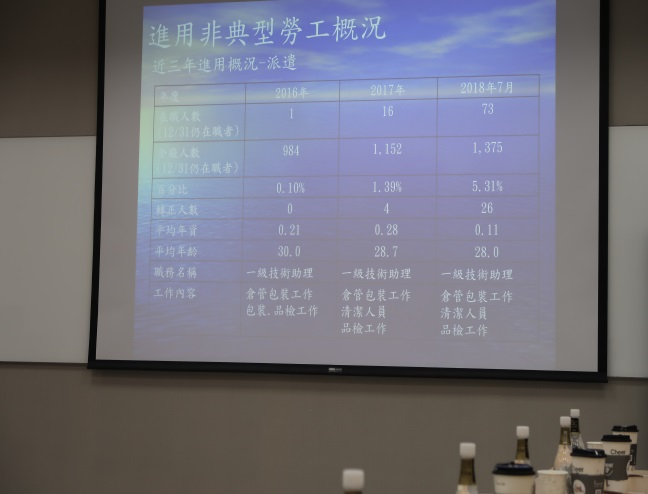 進用非典型勞工概況
近三年進用概況-派遣
年度 2016年 2017年 2018年7月
在職人數 1 16 73
(12/31仍在職者)
全廠人數 984 1,152 1,375
(12/31仍在職者)
百分比 0.10% 1.39% 5.31%
轉正人數 0 4 26
平均年資 0.21 0.28 0.11
平均年齡 30.0 28.7 28.0
職務名稱 一級技術助理 一級技術助理 一級技術助理
工作內容 倉管包裝工作 倉管包裝工作 倉管包裝工作
包裝.品檢工作 清潔人員 清潔人員
品檢工作 品檢工作